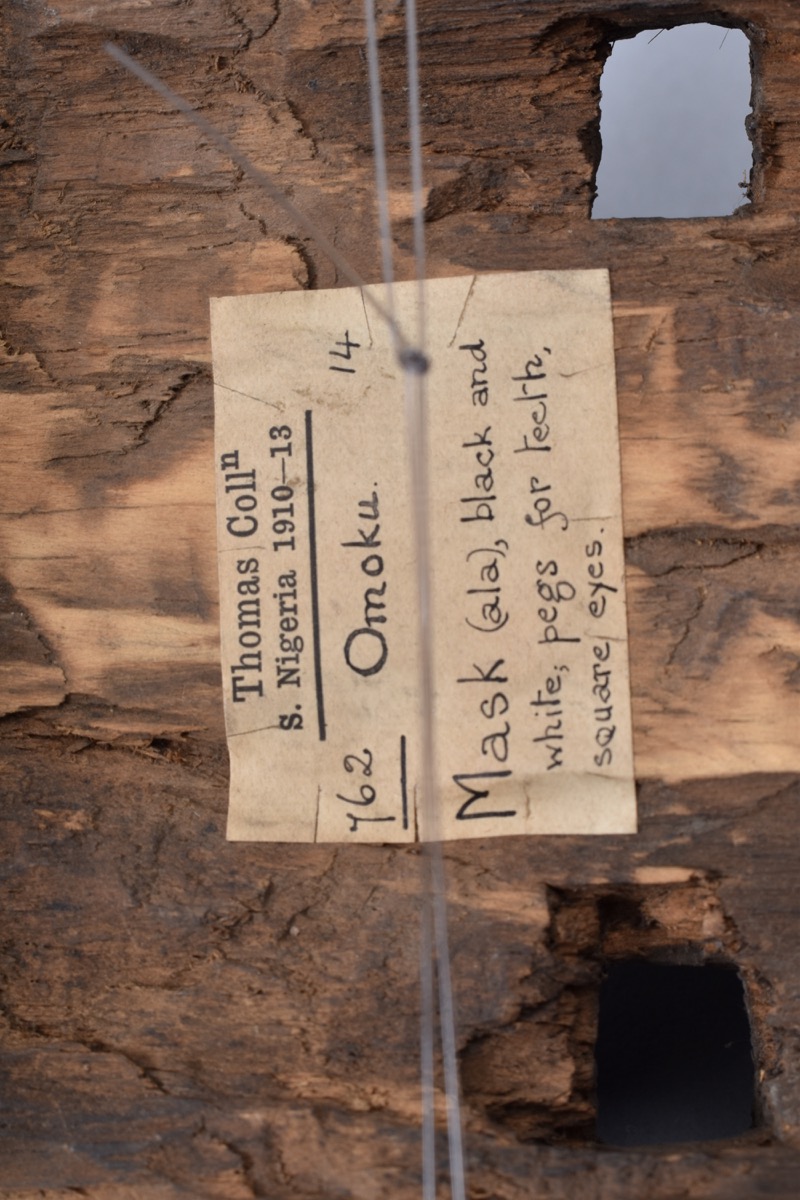 Thomas Collⁿ
S. Nigeria 1910—13
14
762 Omoku.
Mask (ala), black and
white; pegs for teeth,
square eyes.